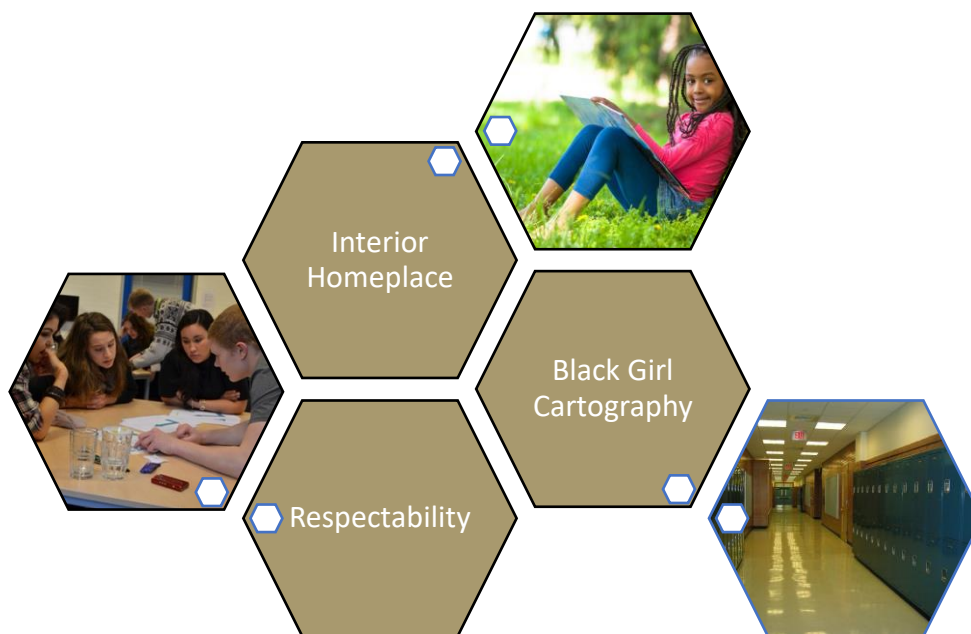 Interior
Homeplace
Black Girl
Cartography
Respectability